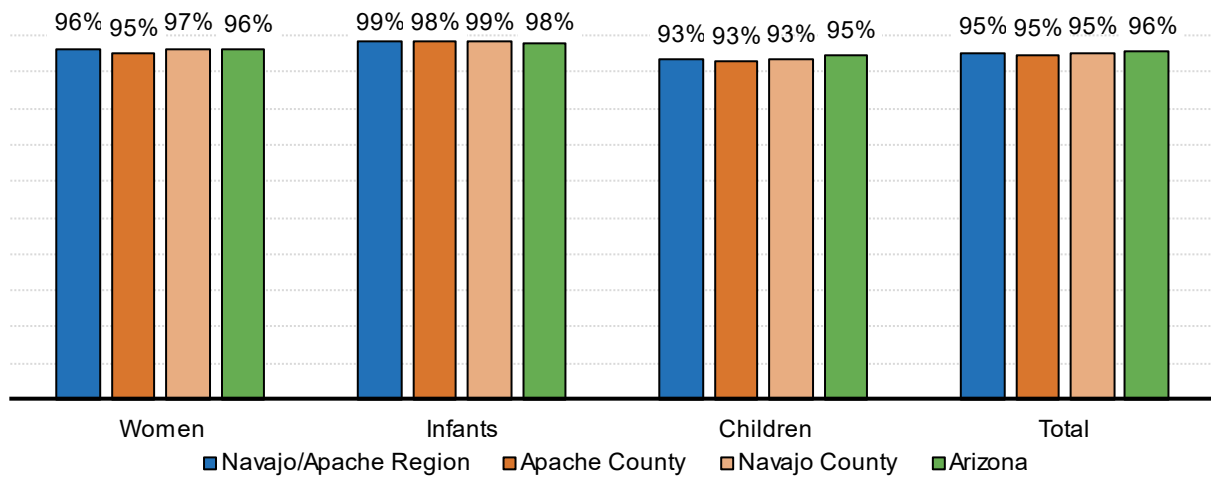 96% 95% 97% 96% 99% 98% 99% 98% 93% 93% 93% 95% 95% 95% 95% 96%
Women Infants Children Total
Navajo/Apache Region Apache County Navajo County Arizona